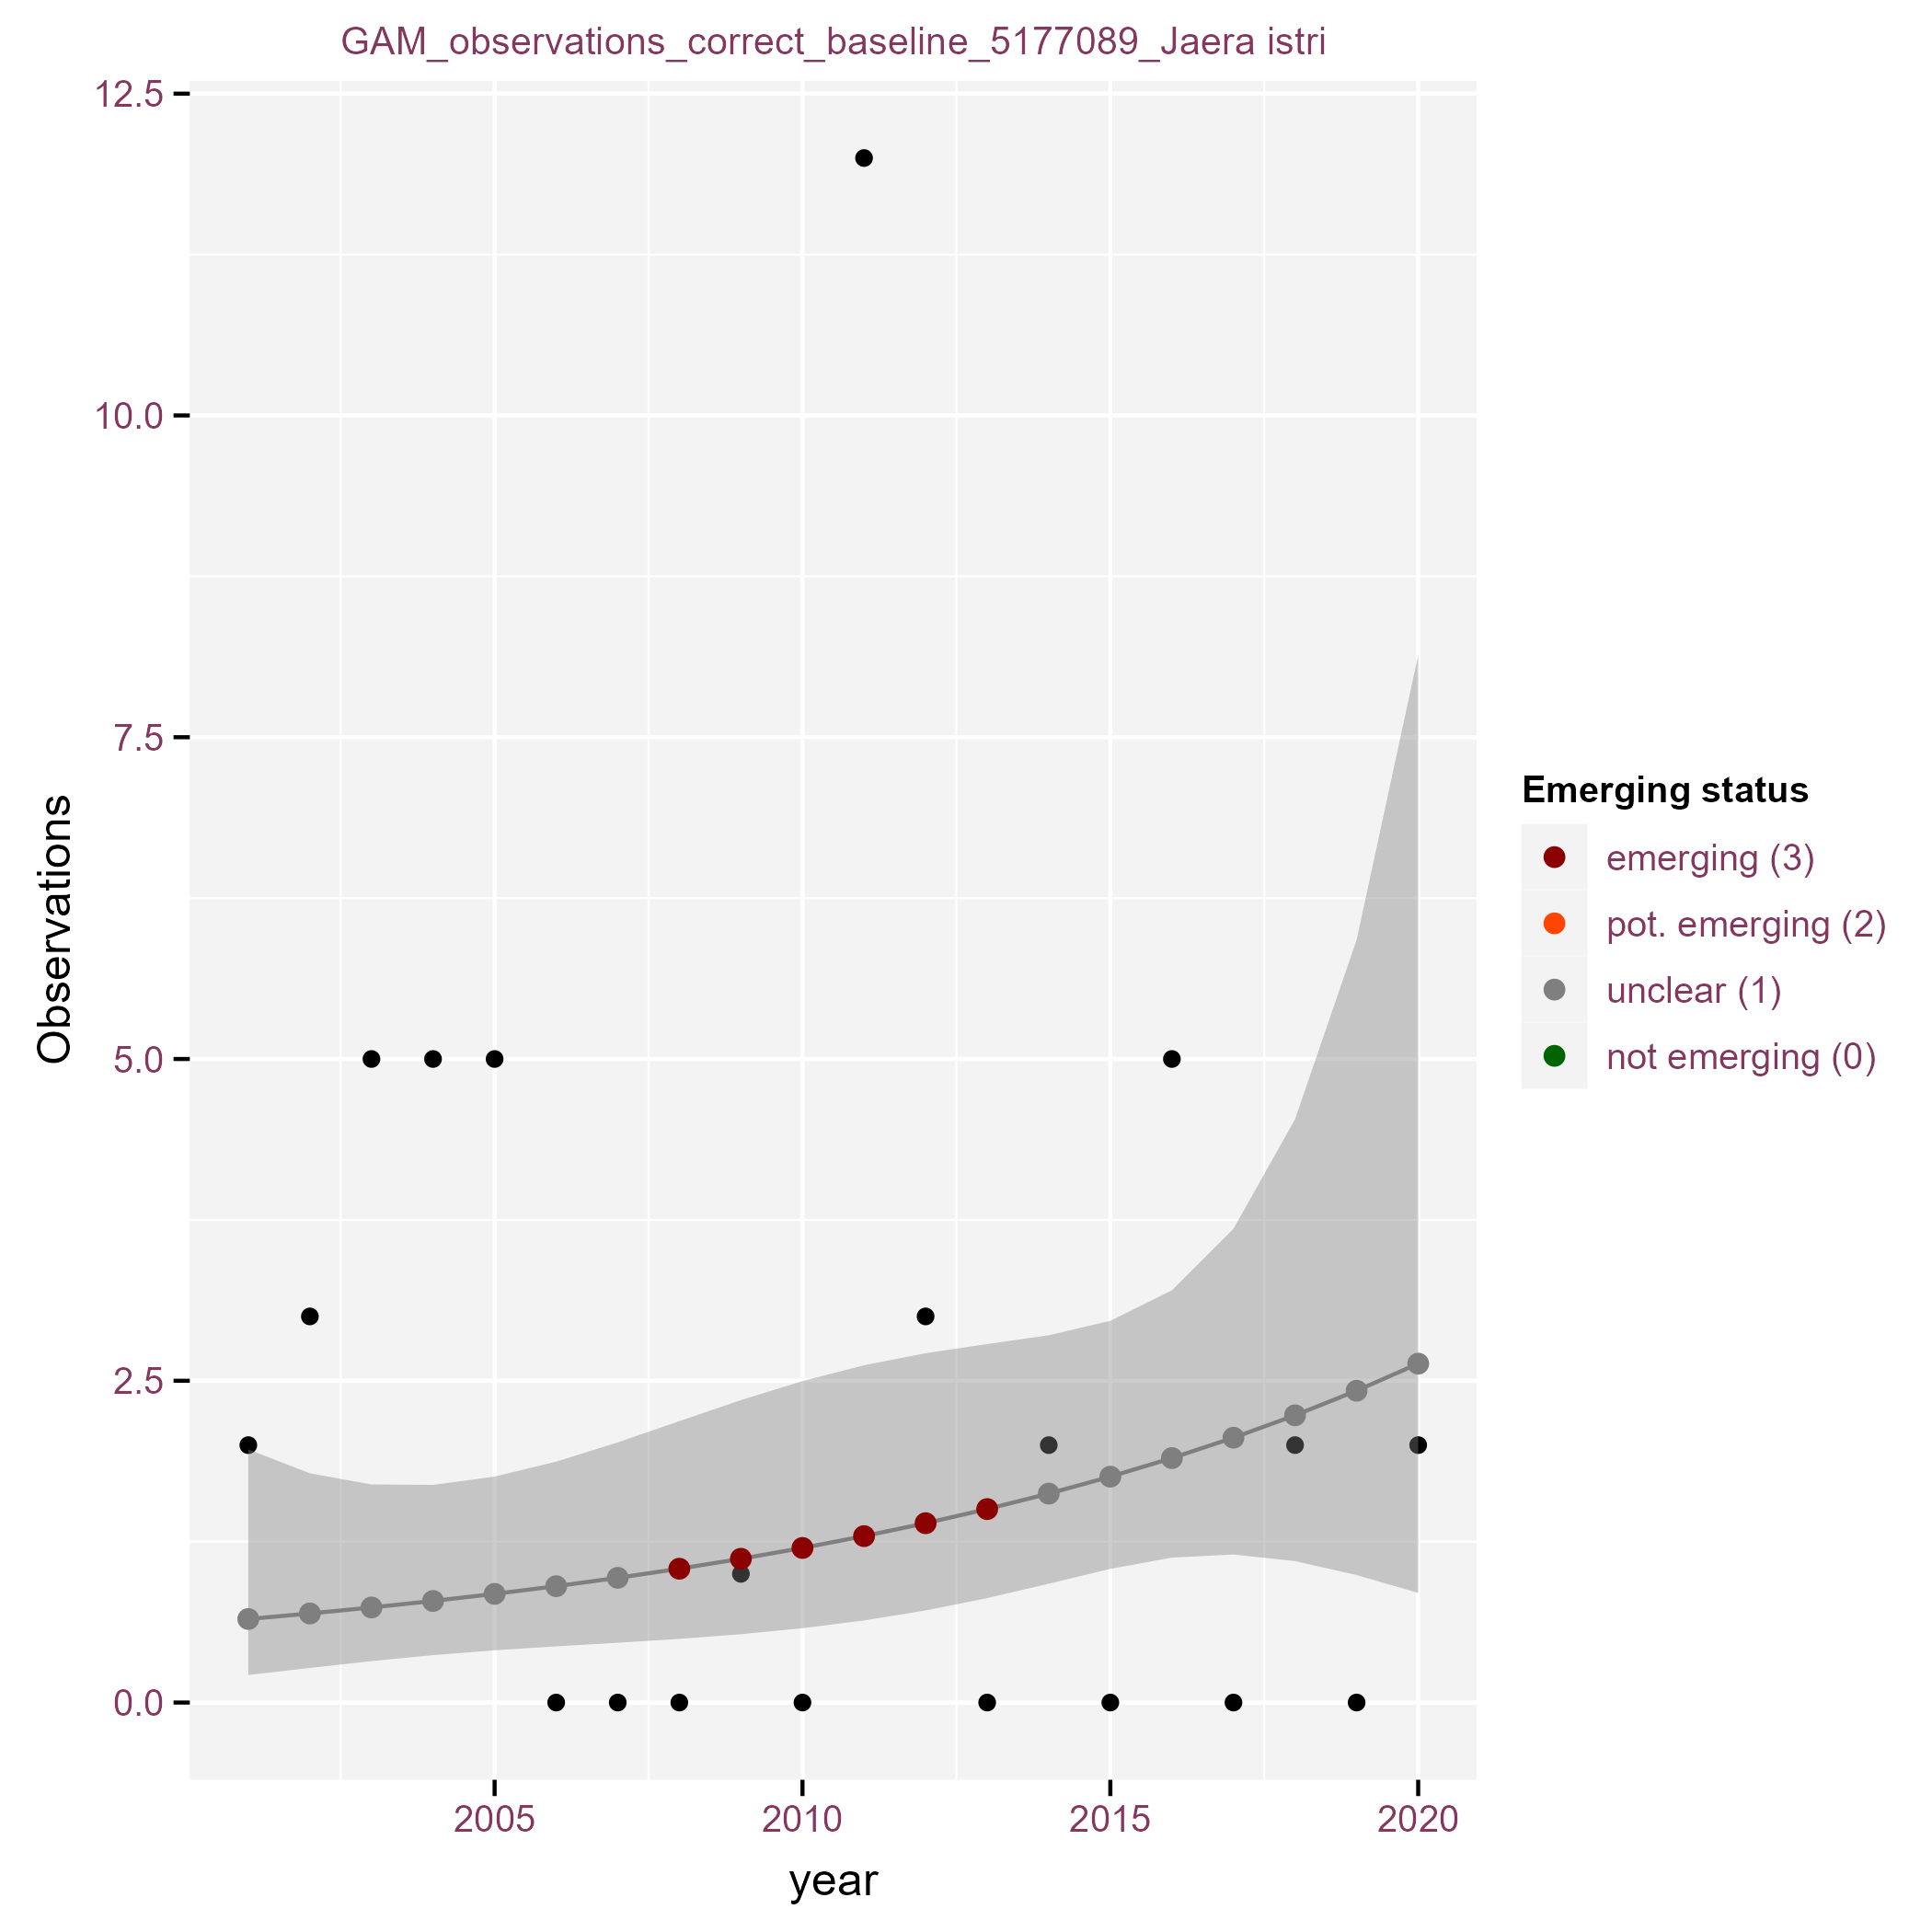 GAM_observations_correct_baseline_5177089_Jaera istri
12.5
10.0
7.5
5.0
2.5
0.0
Observations
2005
2010
2015
2020
year
Emerging status
emerging (3)
pot. emerging (2)
unclear (1)
not emerging (0)